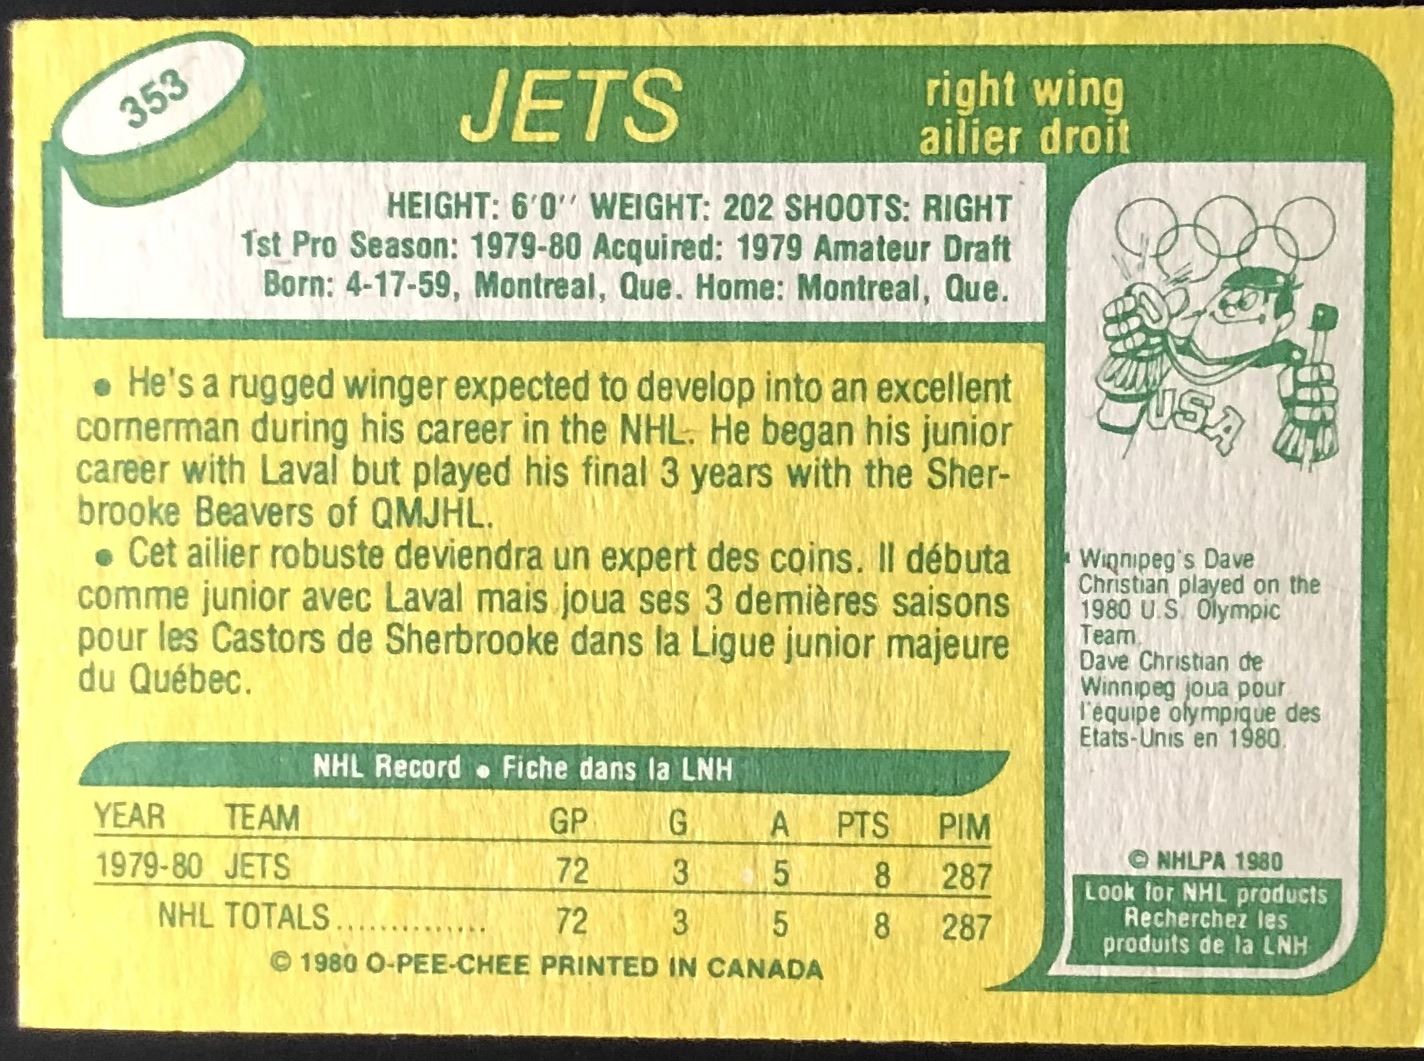 353
JETS
right wing
ailier droit
HEIGHT: 6'0'' WEIGHT: 202 SHOOTS: RIGHT
1st Pro Season: 1979-80 Acquired: 1979 Amateur Draft
Born: 4-17-59, Montreal, Que. Home: Montreal, Que.
• He's a rugged winger expected to develop into an excellent
cornerman during his career in the NHL. He began his junior
career with Laval but played his final 3 years with the Sher-
brooke Beavers of QMJHL.
• Cet ailier robuste deviendra un expert des coins. Il débuta
comme junior avec Laval mais joua ses 3 dernières saisons
pour les Castors de Sherbrooke dans la Ligue junior majeure
du Québec.
NHL Record • Fiche dans la LNH
YEAR TEAM GP G A PTS PIM
1979-80 JETS 72 3 5 8 287
NHL TOTALS.............. 72 3 5 8 287
© 1980 O-PEE-CHEE PRINTED IN CANADA
USA
Winnipeg's Dave
Christian played on the
1980 U.S. Olympic
Team.
Dave Christian de
Winnipeg joua pour
l'équipe olympique des
Etats-Unis en 1980.
© NHLPA 1980
Look for NHL products
Recherchez les
produits de la LNH